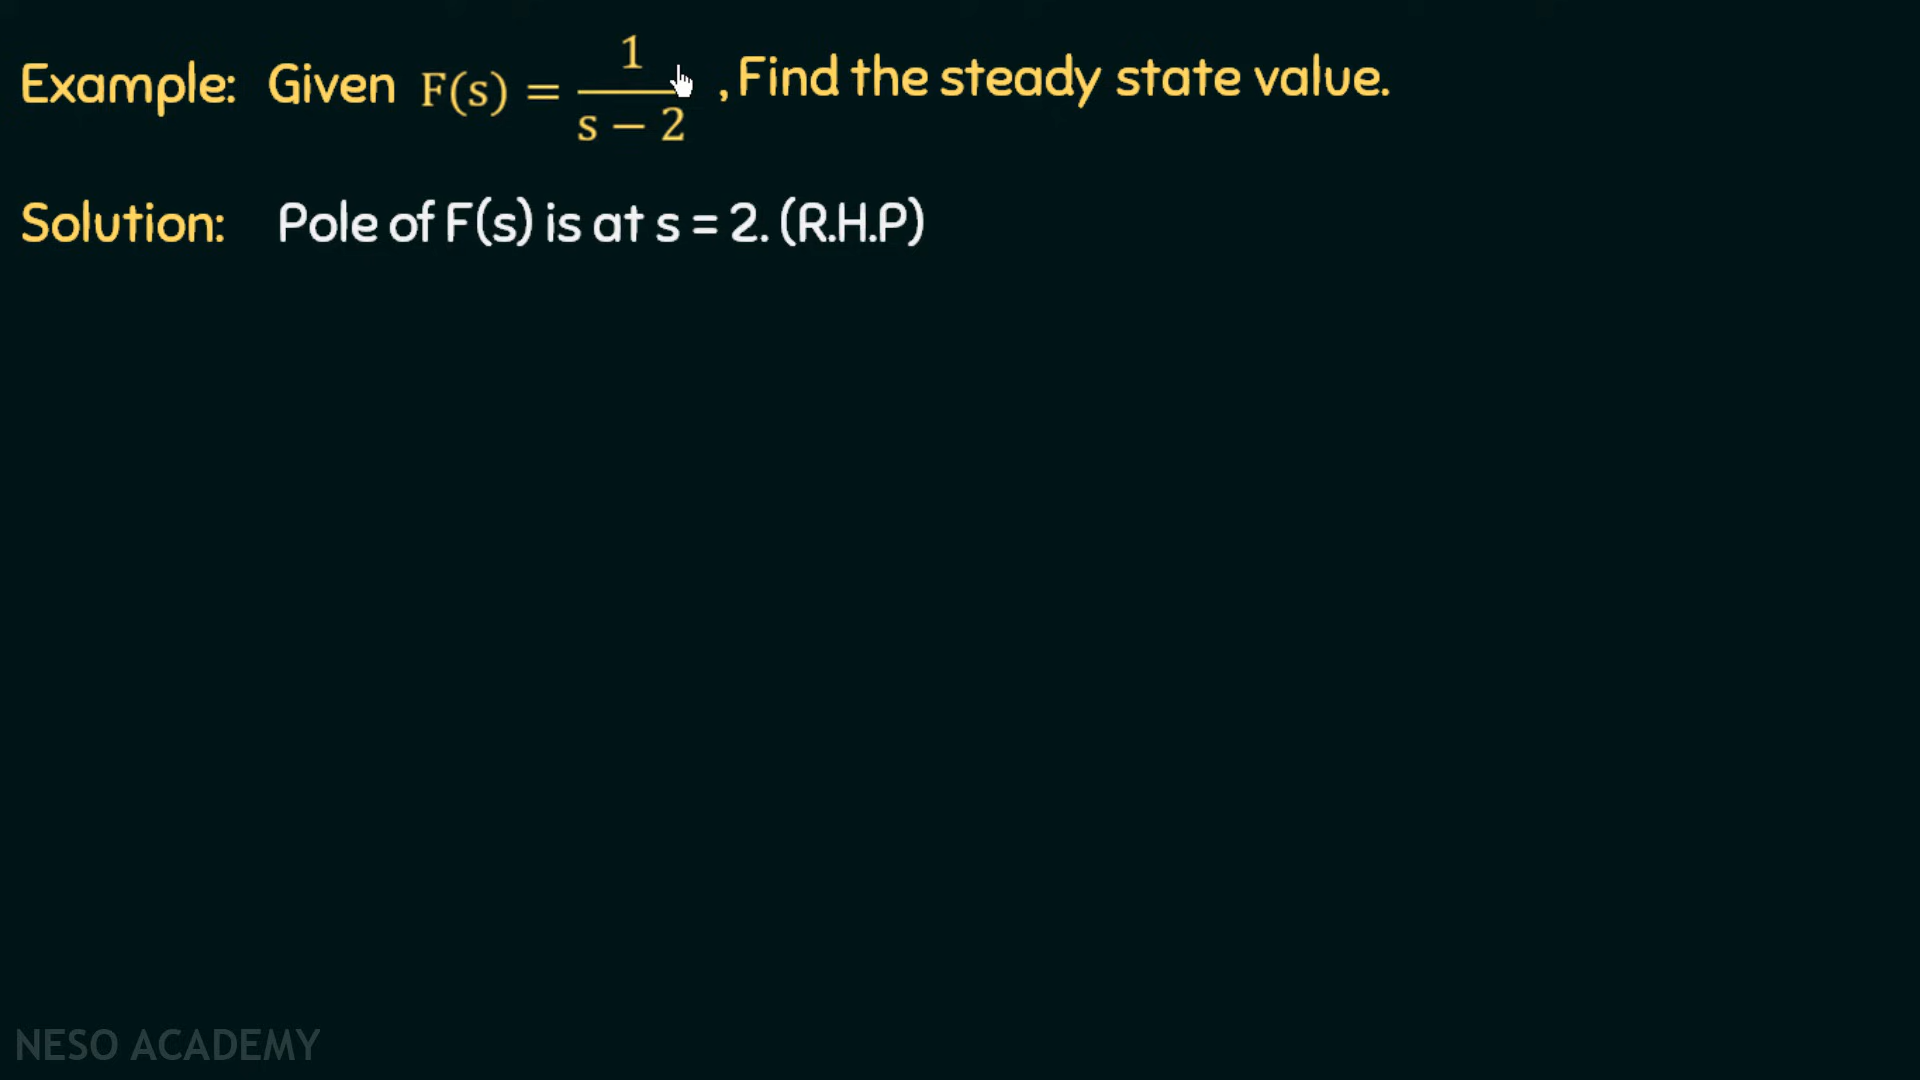 Example: Given F(s) = 1 / s − 2 , Find the steady state value.
Solution: Pole of F(s) is at s = 2. (R.H.P)
NESO ACADEMY